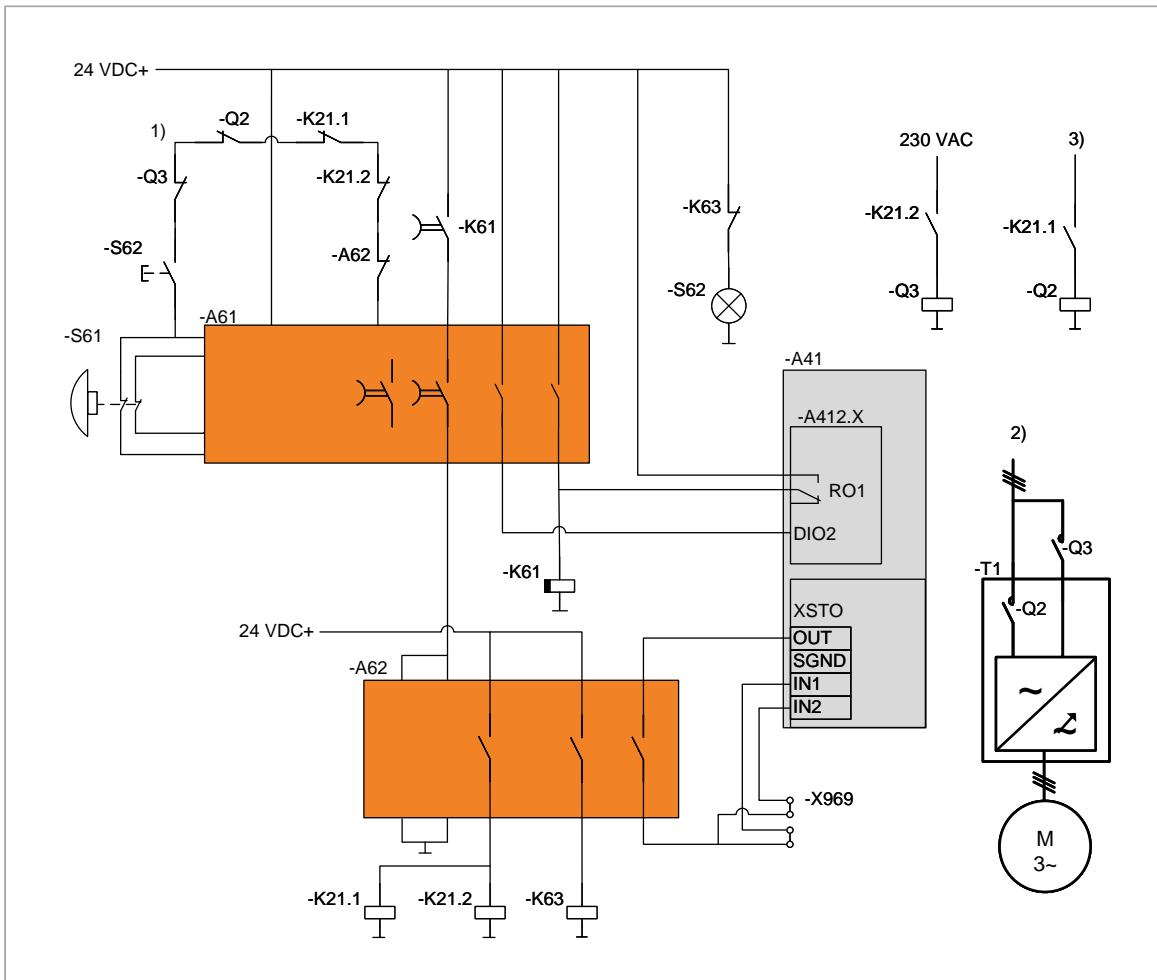 24 VDC+
1)
-Q2
-K21.1
230 VAC
3)
-Q3
-K21.2
-K63
-K21.2
-K61
-K21.1
-S62
-A62
-S62
-Q3
-Q2
-A61
-S61
-A41
-A412.X
2)
RO1
DIO2
-Q3
-T1
-K61
-Q2
XSTO
24 VDC+
OUT
SGND
-A62
IN1
IN2
~
-X969
M
3~
-K21.1
-K21.2
-K63